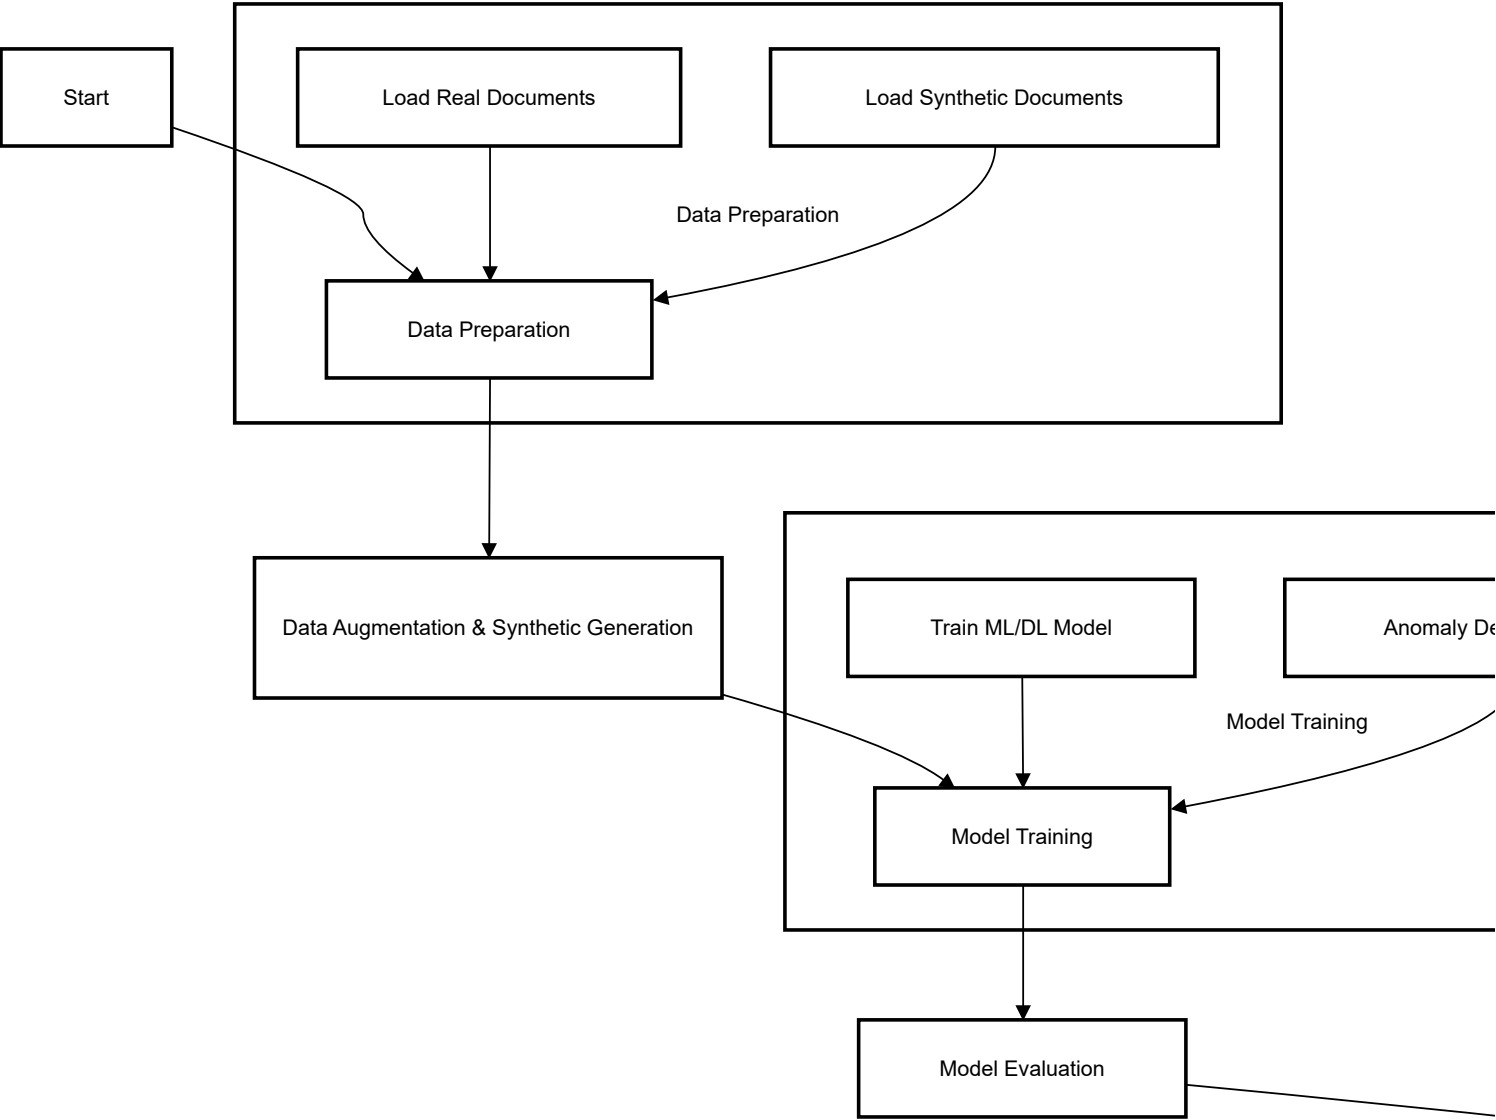 Start
Load Real Documents
Load Synthetic Documents
Data Preparation
Data Preparation
Data Augmentation & Synthetic Generation
Train ML/DL Model
Anomaly De
Model Training
Model Training
Model Evaluation